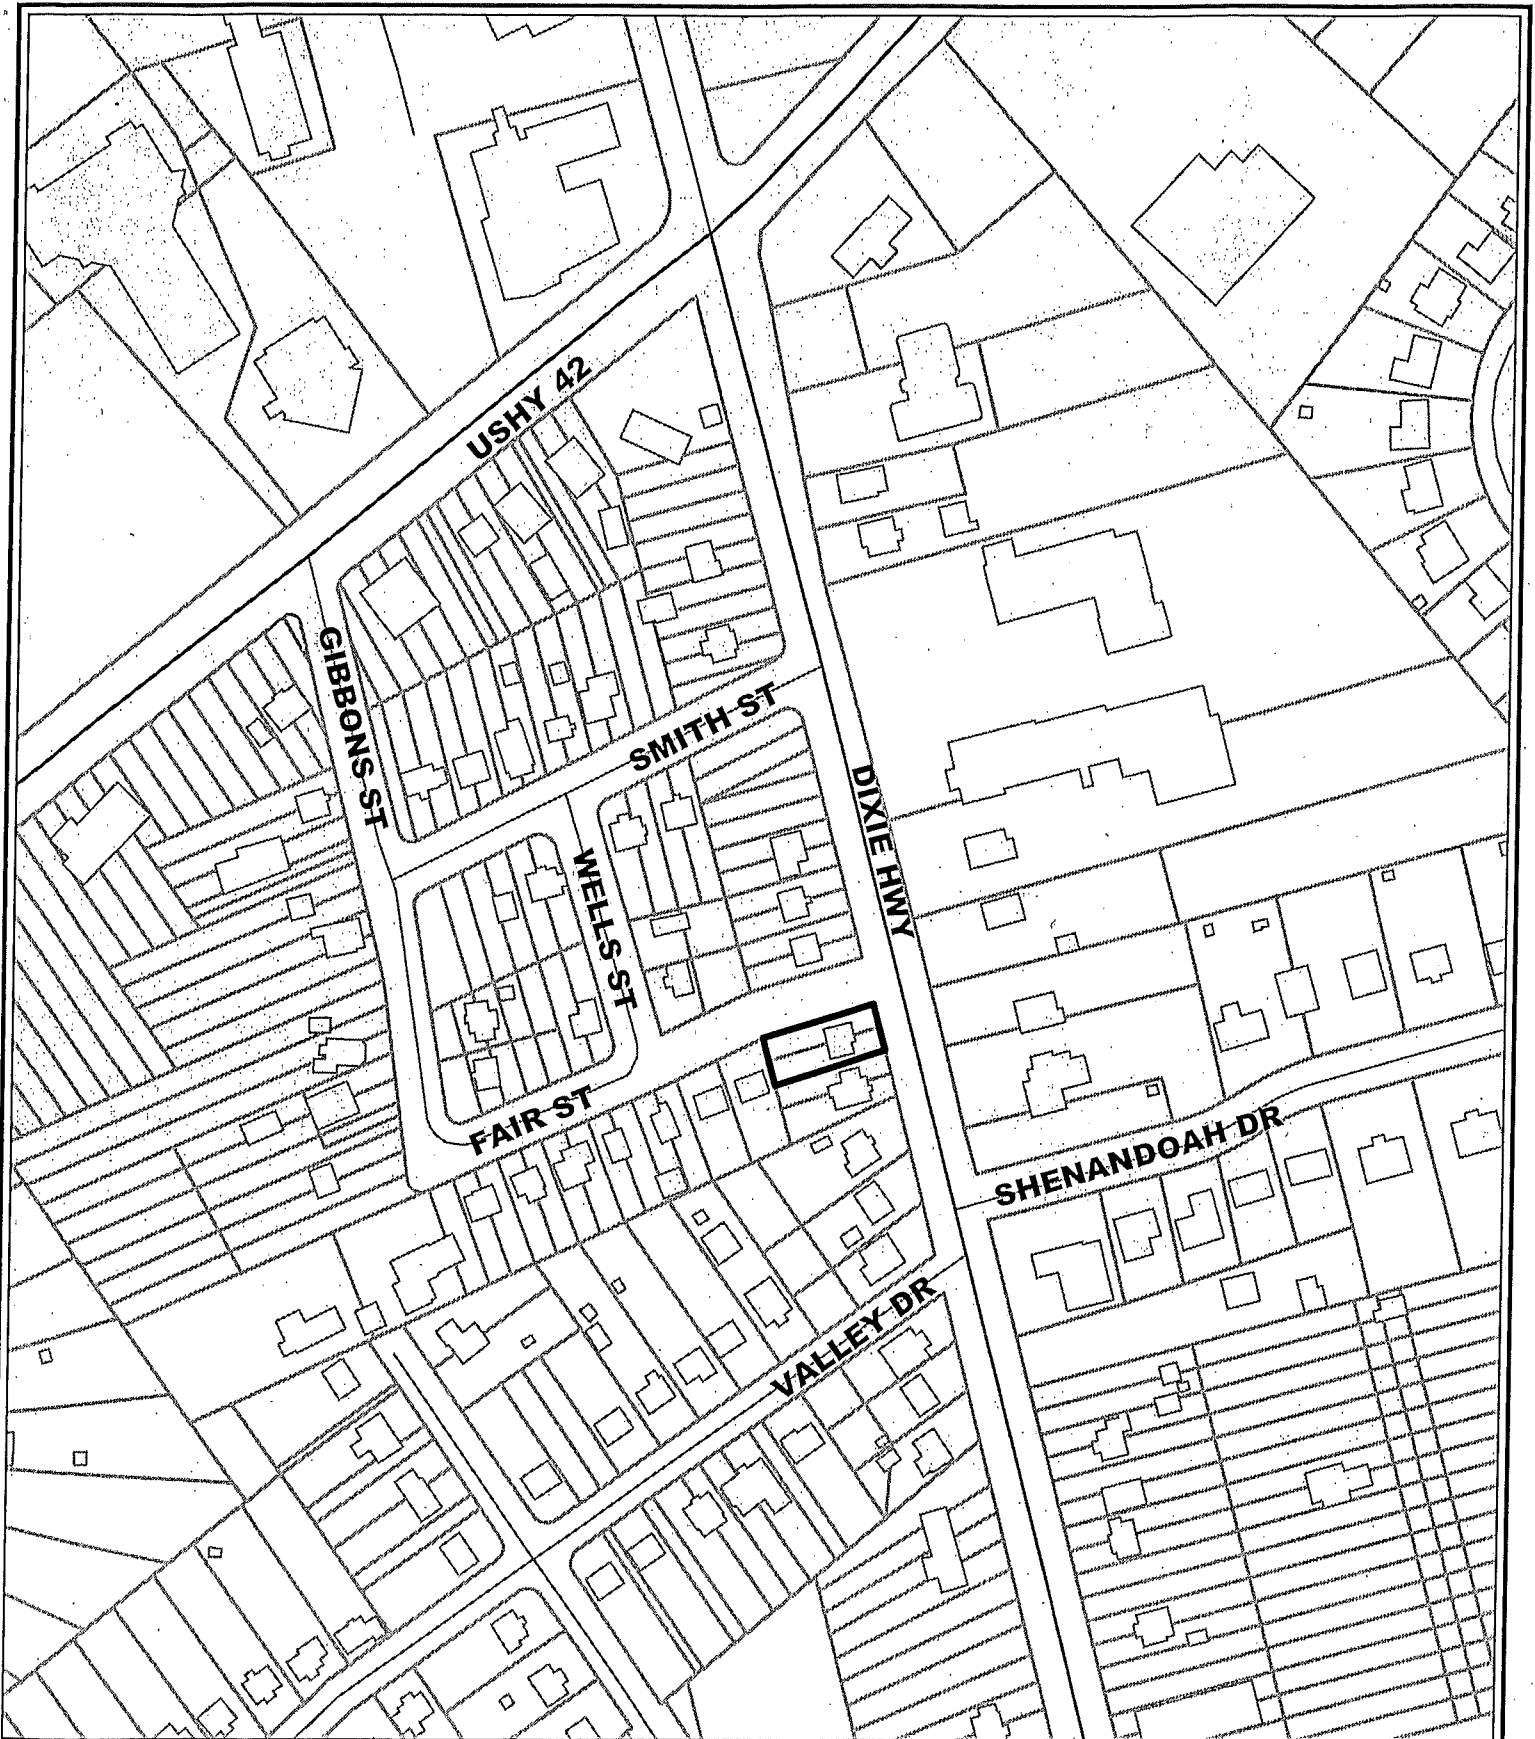 USHY 42
GIBBONS ST
SMITH ST
DIXIE HWY
WELLS ST
FAIR ST
SHENANDOAH DR
VALLEY DR